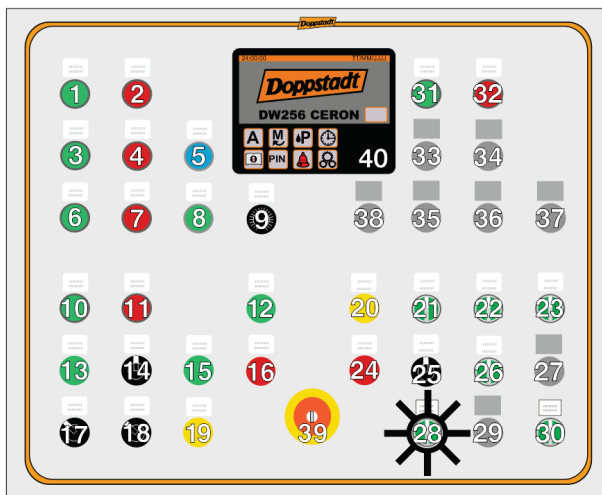 Doppstadt
24:00:00 TT/MM/JJJJ
Doppstadt
1 2 31 32
DW256 CERON
A M P
3 4 5 PIN 40 33 34
6 7 8 9 38 35 36 37
10 11 12 20 21 22 23
13 14 15 16 24 25 26 27
17 18 19 39 28 29 30